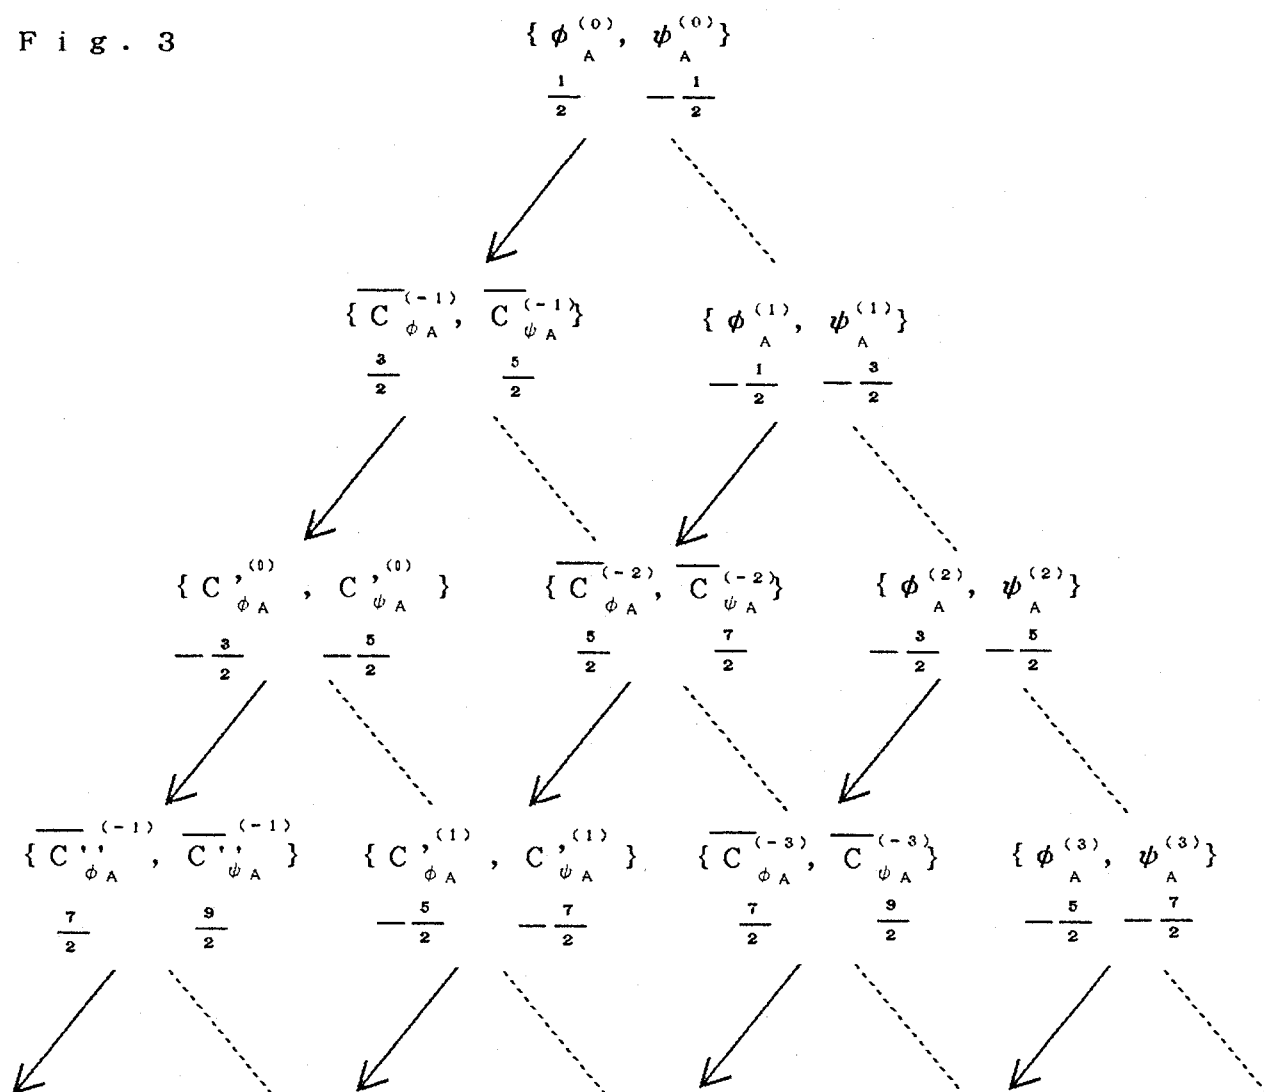 Fig. 3
{ ϕ_A^(0), ψ_A^(0) }
1/2 −1/2
{ C̅_ϕA^(-1), C̅_ψA^(-1) } { ϕ_A^(1), ψ_A^(1) }
3/2 5/2 −1/2 −3/2
{ C'_ϕA^(0), C'_ψA^(0) } { C̅_ϕA^(-2), C̅_ψA^(-2) } { ϕ_A^(2), ψ_A^(2) }
−3/2 −5/2 5/2 7/2 −3/2 −5/2
{ C̅''_ϕA^(-1), C̅''_ψA^(-1) } { C'_ϕA^(1), C'_ψA^(1) } { C̅_ϕA^(-3), C̅_ψA^(-3) } { ϕ_A^(3), ψ_A^(3) }
7/2 9/2 −5/2 −7/2 7/2 9/2 −5/2 −7/2